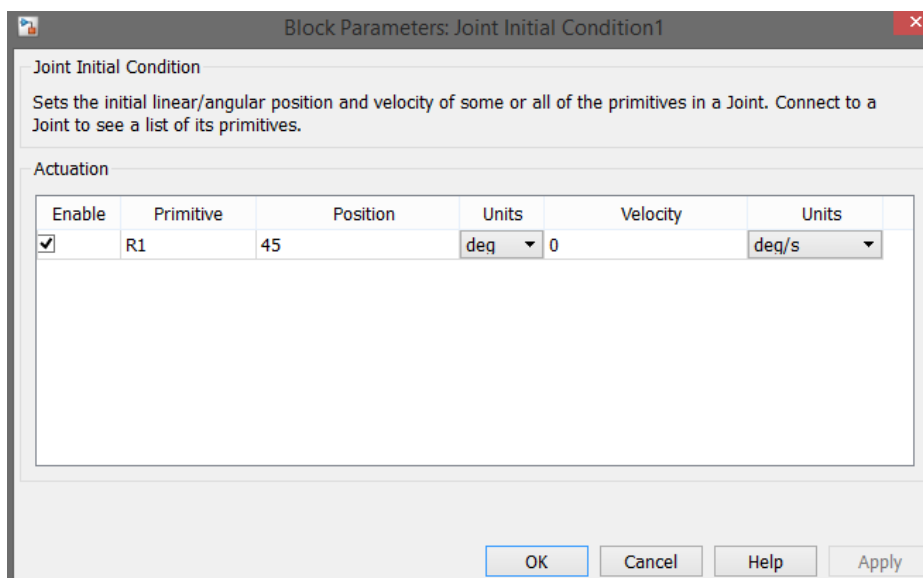 Block Parameters: Joint Initial Condition1
Joint Initial Condition
Sets the initial linear/angular position and velocity of some or all of the primitives in a Joint. Connect to a
Joint to see a list of its primitives.
Actuation
Enable Primitive Position Units Velocity Units
R1 45 deg 0 deg/s
OK Cancel Help Apply